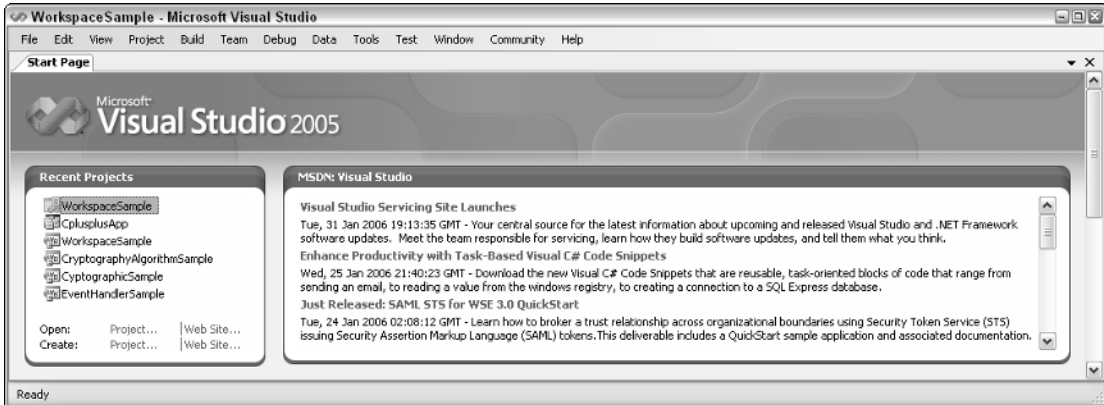 WorkspaceSample - Microsoft Visual Studio
File Edit View Project Build Team Debug Data Tools Test Window Community Help
Start Page
Microsoft
Visual Studio 2005
Recent Projects
WorkspaceSample
CplusplusApp
WorkspaceSample
CryptographyAlgorithmSample
CyptographicSample
EventHandlerSample
Open: Project... Web Site...
Create: Project... Web Site...
MSDN: Visual Studio
Visual Studio Servicing Site Launches
Tue, 31 Jan 2006 19:13:35 GMT - Your central source for the latest information about upcoming and released Visual Studio and .NET Framework
software updates. Meet the team responsible for servicing, learn how they build software updates, and tell them what you think.
Enhance Productivity with Task-Based Visual C# Code Snippets
Wed, 25 Jan 2006 21:40:23 GMT - Download the new Visual C# Code Snippets that are reusable, task-oriented blocks of code that range from
sending an email, to reading a value from the windows registry, to creating a connection to a SQL Express database.
Just Released: SAML STS for WSE 3.0 QuickStart
Tue, 24 Jan 2006 02:08:12 GMT - Learn how to broker a trust relationship across organizational boundaries using Security Token Service (STS)
issuing Security Assertion Markup Language (SAML) tokens.This deliverable includes a QuickStart sample application and associated documentation.
Ready